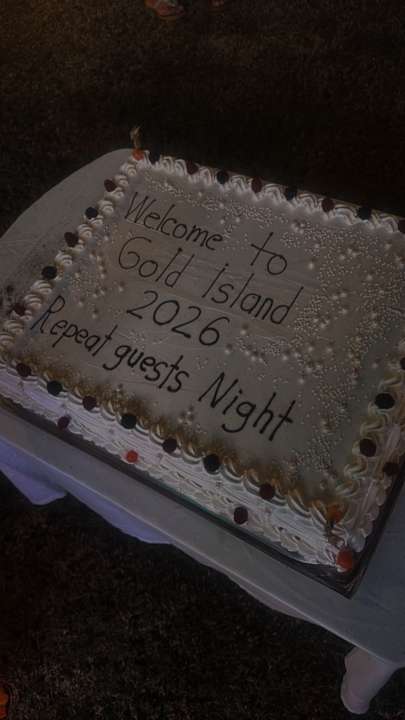 Welcome to
Gold island
2026
Repeat guests Night